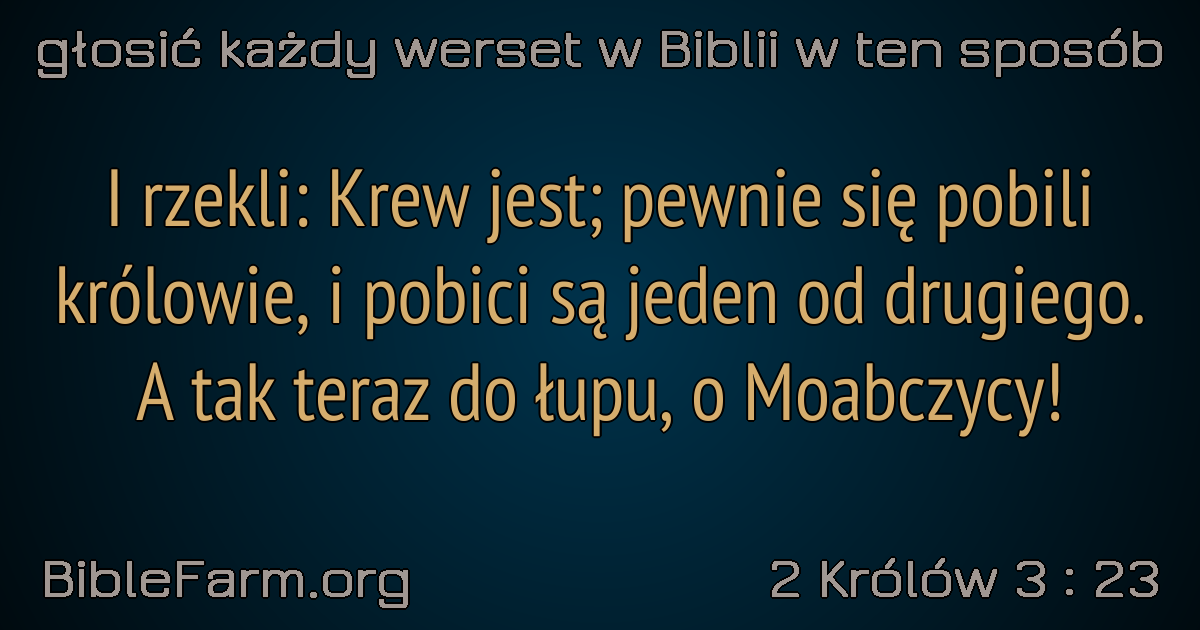 głosić każdy werset w Biblii w ten sposób
I rzekli: Krew jest; pewnie się pobili
królowie, i pobici są jeden od drugiego.
A tak teraz do łupu, o Moabczycy!
BibleFarm.org
2 Królów 3 : 23